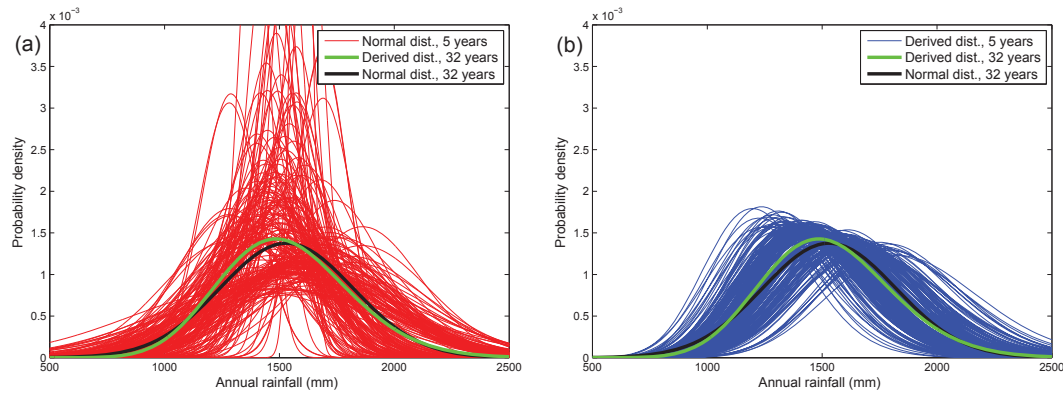 (a)
x 10⁻³
Normal dist., 5 years
Derived dist., 32 years
Normal dist., 32 years
Probability density
4
3.5
3
2.5
2
1.5
1
0.5
0
500 1000 1500 2000 2500
Annual rainfall (mm)
(b)
x 10⁻³
Derived dist., 5 years
Derived dist., 32 years
Normal dist., 32 years
Probability density
4
3.5
3
2.5
2
1.5
1
0.5
0
500 1000 1500 2000 2500
Annual rainfall (mm)